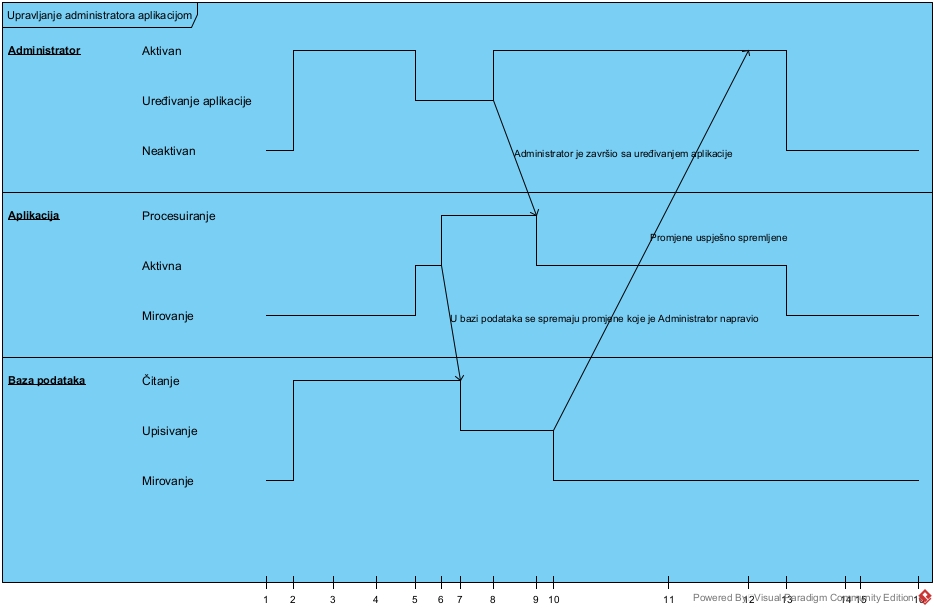 Upravljanje administratora aplikacijom
Administrator
Aktivan
Uređivanje aplikacije
Neaktivan
Administrator je završio sa uređivanjem aplikacije
Aplikacija
Procesuiranje
Promjene uspješno spremljene
Aktivna
Mirovanje
U bazi podataka se spremaju promjene koje je Administrator napravio
Baza podataka
Čitanje
Upisivanje
Mirovanje
Powered By Visual Paradigm Community Edition
1 2 3 4 5 6 7 8 9 10 11 12 13 14 15 16